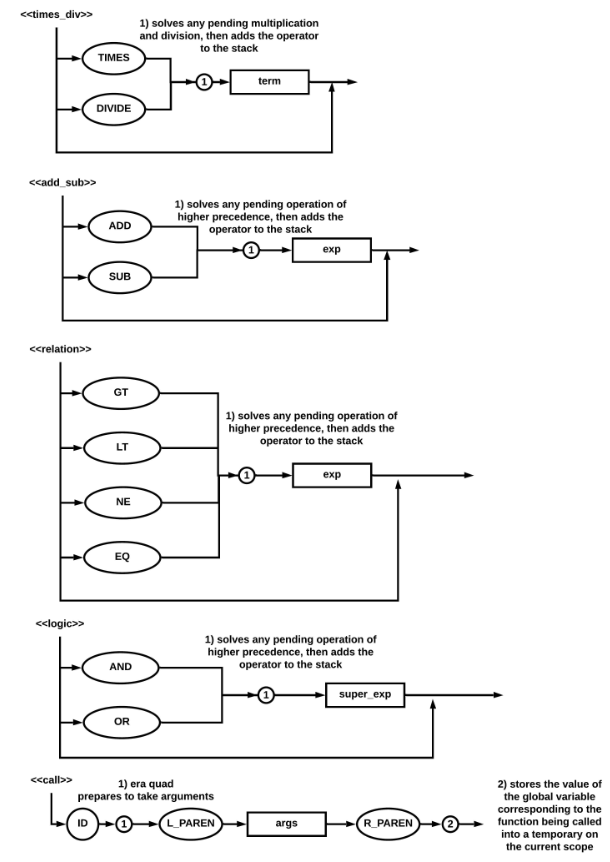 <<times_div>>
1) solves any pending multiplication
and division, then adds the operator
to the stack
TIMES
1
term
DIVIDE
<<add_sub>>
1) solves any pending operation of
higher precedence, then adds the
operator to the stack
ADD
1
exp
SUB
<<relation>>
GT
1) solves any pending operation of
higher precedence, then adds the
operator to the stack
LT
1
exp
NE
EQ
<<logic>>
1) solves any pending operation of
higher precedence, then adds the
operator to the stack
AND
1
super_exp
OR
<<call>>
1) era quad
prepares to take arguments
ID
1
L_PAREN
args
R_PAREN
2
2) stores the value of
the global variable
corresponding to the
function being called
into a temporary on
the current scope